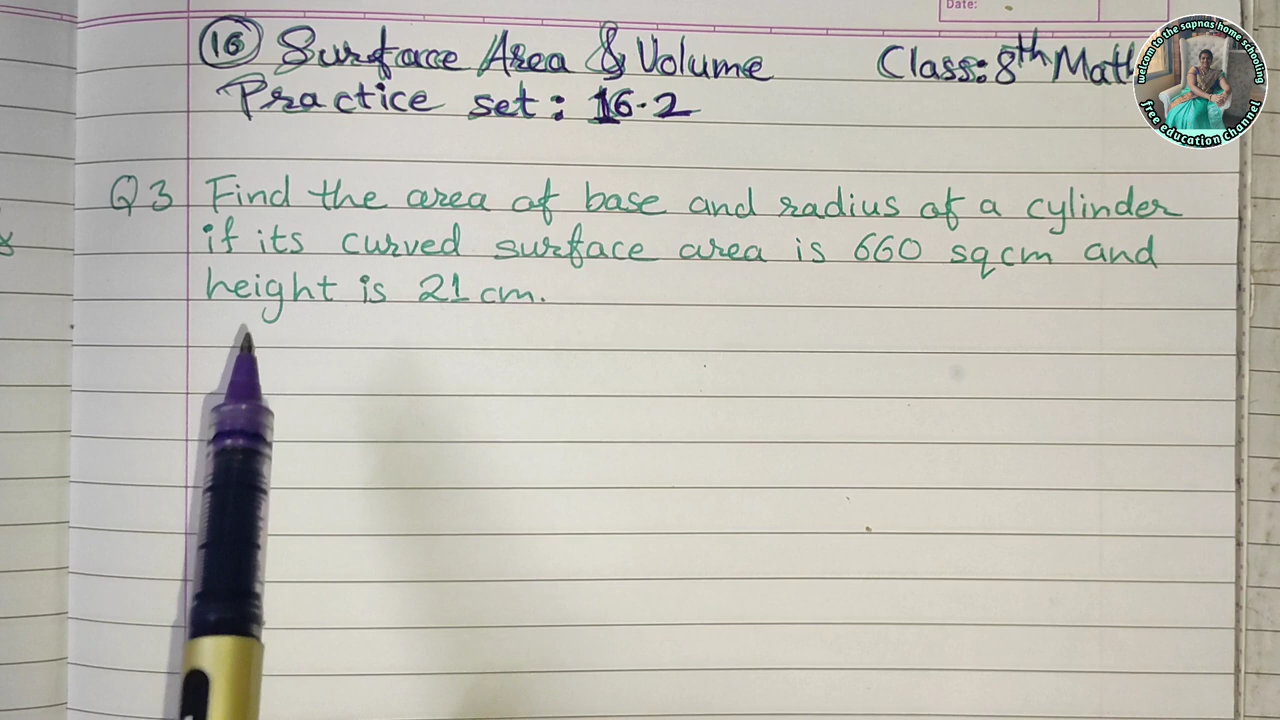 Date:
16 Surface Area & Volume Class: 8th Math
Practice set: 16.2
welcom to the sapnas home schooling
free education channel
Q3 Find the area of base and radius of a cylinder
if its curved surface area is 660 sqcm and
height is 21 cm.